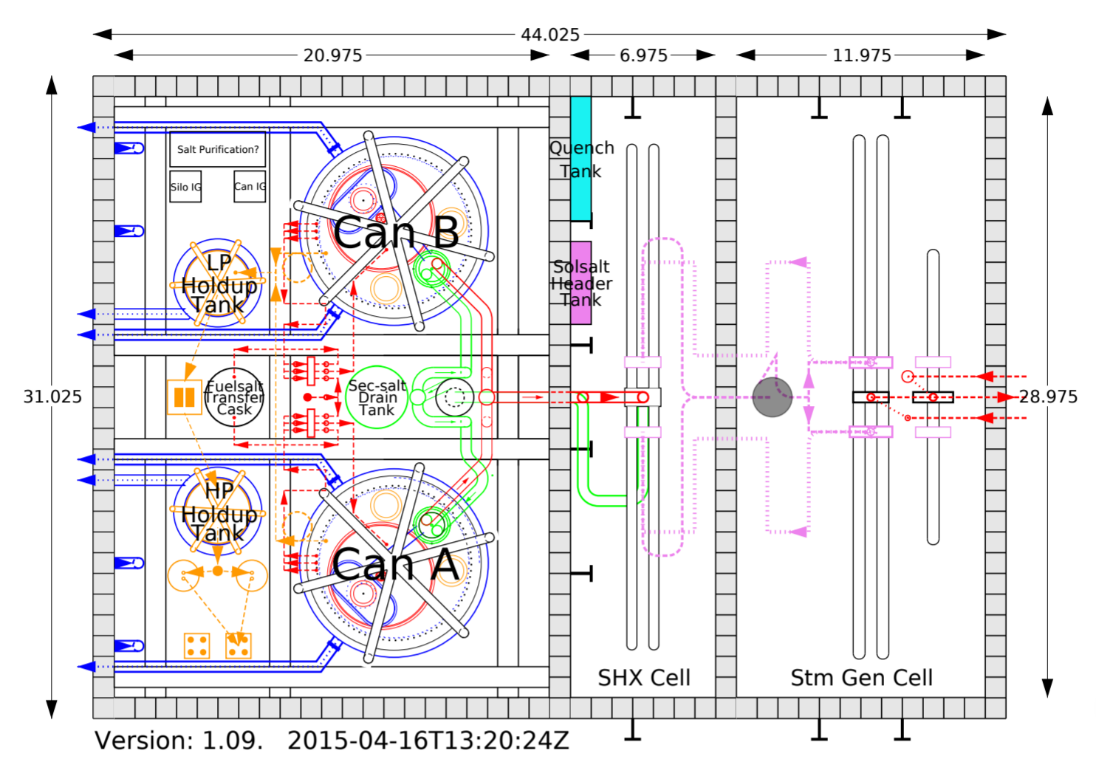 44.025
20.975
6.975
11.975
Salt Purification?
Silo IG
Can IG
Quench
Tank
Can B
LP
Holdup
Tank
Solsalt
Header
Tank
31.025
Fuelsalt
Transfer
Cask
Sec-salt
Drain
Tank
28.975
HP
Holdup
Tank
Can A
SHX Cell
Stm Gen Cell
Version: 1.09. 2015-04-16T13:20:24Z